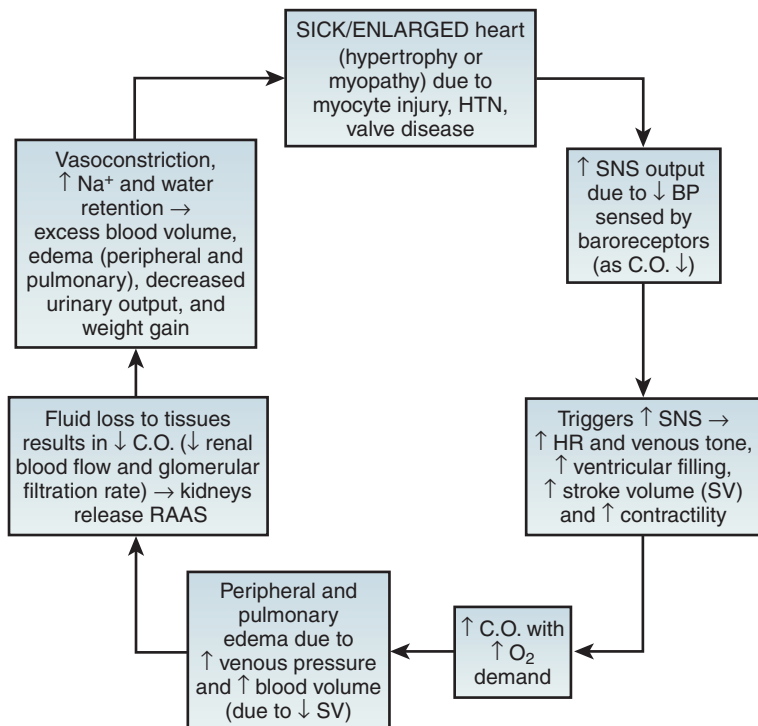 SICK/ENLARGED heart
(hypertrophy or
myopathy) due to
myocyte injury, HTN,
valve disease
↑ SNS output
due to ↓ BP
sensed by
baroreceptors
(as C.O. ↓)
Triggers ↑ SNS →
↑ HR and venous tone,
↑ ventricular filling,
↑ stroke volume (SV)
and ↑ contractility
↑ C.O. with
↑ O₂
demand
Peripheral and
pulmonary
edema due to
↑ venous pressure
and ↑ blood volume
(due to ↓ SV)
Fluid loss to tissues
results in ↓ C.O. (↓ renal
blood flow and glomerular
filtration rate) → kidneys
release RAAS
Vasoconstriction,
↑ Na⁺ and water
retention →
excess blood volume,
edema (peripheral and
pulmonary), decreased
urinary output, and
weight gain